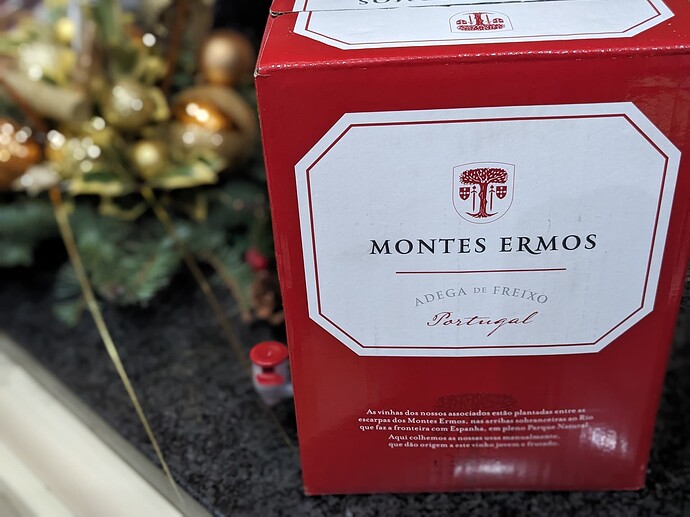 MONTES ERMOS
ADEGA DE FREIXO
Portugal
As vinhas dos nossos associados estão plantadas entre as
escarpas dos Montes Ermos, nas arribas sobranceiras ao Rio
que faz a fronteira com Espanha, em pleno Parque Natural.
Aqui colhemos as nossas uvas manualmente,
que dão origem a este vinho jovem e frutado.